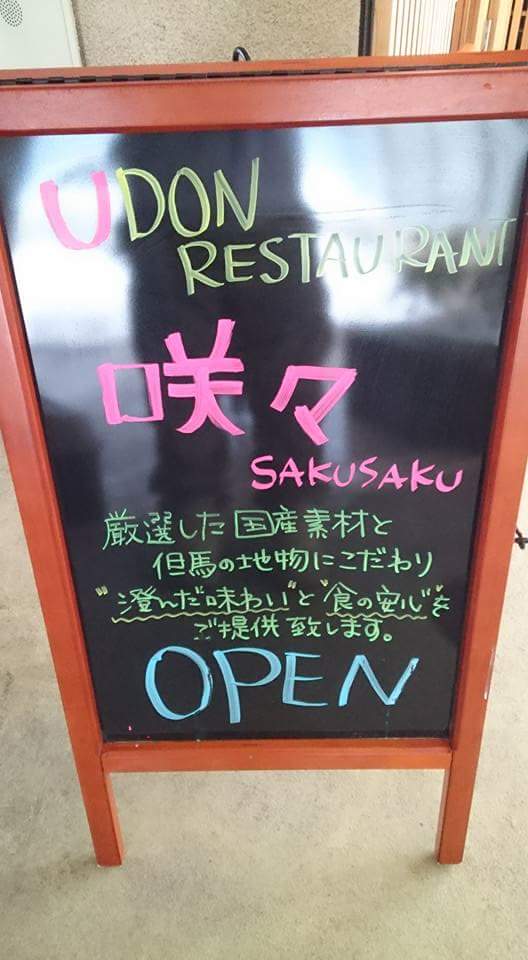 UDON
RESTAURANT
咲々
SAKUSAKU
厳選した国産素材と
但馬の地物にこだわり
"澄んだ味わい"と"食の安心"を
ご提供致します。
OPEN